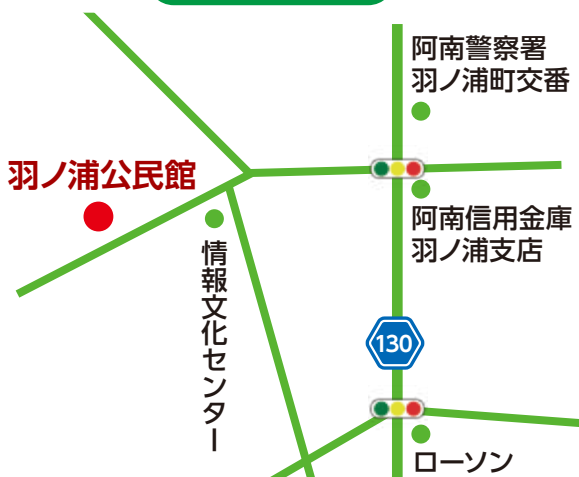 阿南警察署
羽ノ浦町交番
羽ノ浦公民館
阿南信用金庫
羽ノ浦支店
情報文化センター
130
ローソン